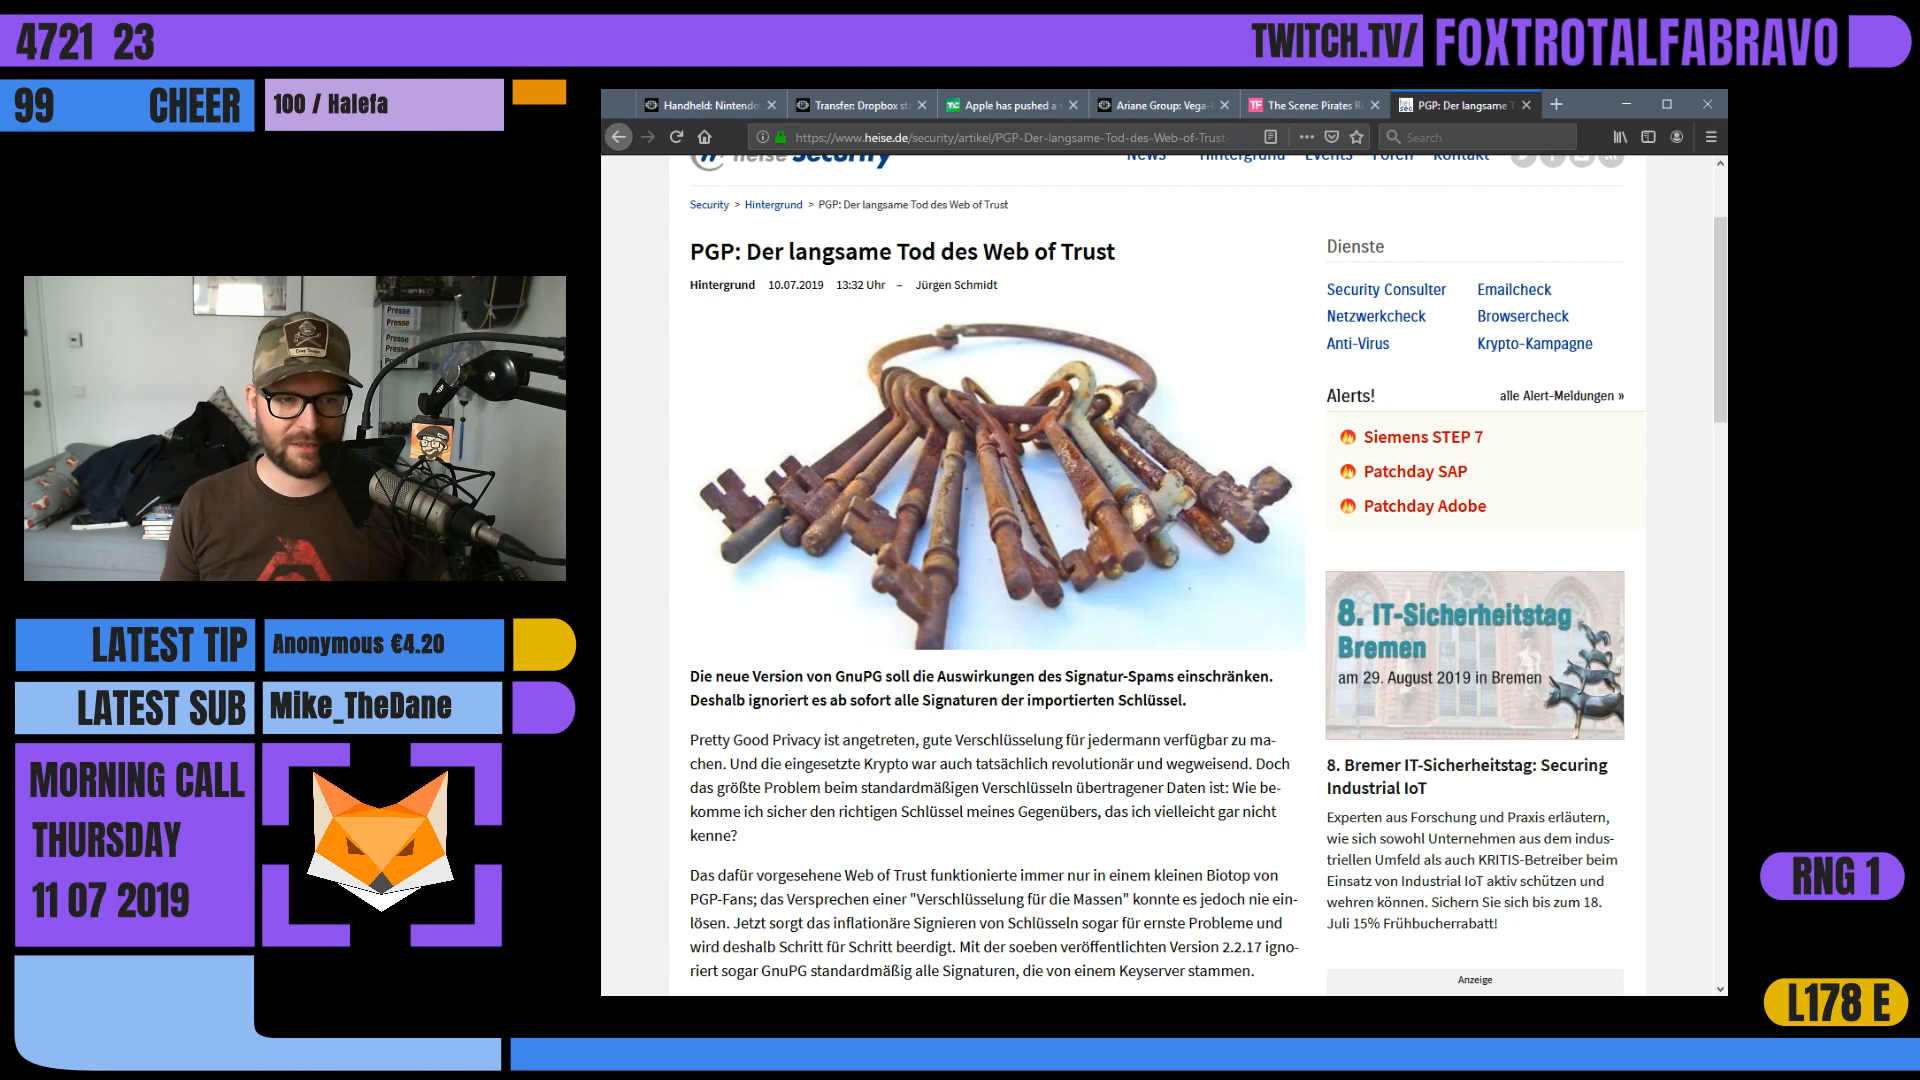 4721 23
TWITCH.TV/ FOXTROTALFABRAVO
99 CHEER
100 / Halefa
Handheld: Nintendo
Transfer: Dropbox st
Apple has pushed a
Ariane Group: Vega-
The Scene: Pirates Ri
PGP: Der langsame T
https://www.heise.de/security/artikel/PGP-Der-langsame-Tod-des-Web-of-Trust-
Search
heise Security
News Hintergrund Events Foren Kontakt
Security > Hintergrund > PGP: Der langsame Tod des Web of Trust
PGP: Der langsame Tod des Web of Trust
Hintergrund 10.07.2019 13:32 Uhr – Jürgen Schmidt
Die neue Version von GnuPG soll die Auswirkungen des Signatur-Spams einschränken.
Deshalb ignoriert es ab sofort alle Signaturen der importierten Schlüssel.
Pretty Good Privacy ist angetreten, gute Verschlüsselung für jedermann verfügbar zu ma-
chen. Und die eingesetzte Krypto war auch tatsächlich revolutionär und wegweisend. Doch
das größte Problem beim standardmäßigen Verschlüsseln übertragener Daten ist: Wie be-
komme ich sicher den richtigen Schlüssel meines Gegenübers, das ich vielleicht gar nicht
kenne?
Das dafür vorgesehene Web of Trust funktionierte immer nur in einem kleinen Biotop von
PGP-Fans; das Versprechen einer "Verschlüsselung für die Massen" konnte es jedoch nie ein-
lösen. Jetzt sorgt das inflationäre Signieren von Schlüsseln sogar für ernste Probleme und
wird deshalb Schritt für Schritt beerdigt. Mit der soeben veröffentlichten Version 2.2.17 igno-
riert sogar GnuPG standardmäßig alle Signaturen, die von einem Keyserver stammen.
Dienste
Security Consulter Emailcheck
Netzwerkcheck Browsercheck
Anti-Virus Krypto-Kampagne
Alerts! alle Alert-Meldungen »
Siemens STEP 7
Patchday SAP
Patchday Adobe
8. IT-Sicherheitstag
Bremen
am 29. August 2019 in Bremen
8. Bremer IT-Sicherheitstag: Securing
Industrial IoT
Experten aus Forschung und Praxis erläutern,
wie sich sowohl Unternehmen aus dem indus-
triellen Umfeld als auch KRITIS-Betreiber beim
Einsatz von Industrial IoT aktiv schützen und
wehren können. Sichern Sie sich bis zum 18.
Juli 15% Frühbucherrabatt!
Anzeige
Presse
Presse
Presse
Presse
LATEST TIP Anonymous €4.20
LATEST SUB Mike_TheDane
MORNING CALL
THURSDAY
11 07 2019
RNG 1
L178 E